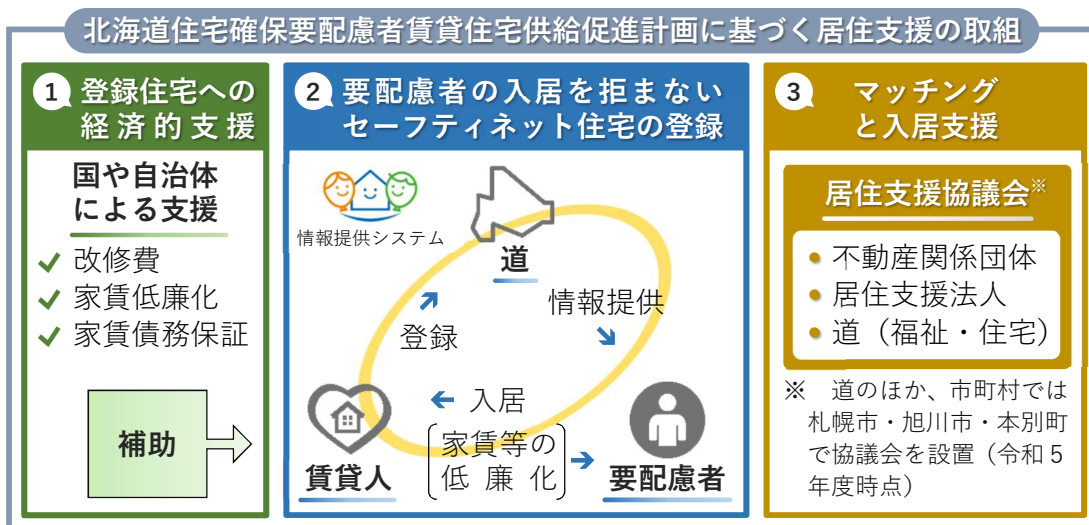 北海道住宅確保要配慮者賃貸住宅供給促進計画に基づく居住支援の取組
1 登録住宅への
経済的支援
国や自治体
による支援
✓ 改修費
✓ 家賃低廉化
✓ 家賃債務保証
補助
2 要配慮者の入居を拒まない
セーフティネット住宅の登録
情報提供システム
道
情報提供
登録
入居
家賃等の
低廉化
賃貸人
要配慮者
3 マッチング
と入居支援
居住支援協議会※
• 不動産関係団体
• 居住支援法人
• 道（福祉・住宅）
※ 道のほか、市町村では
札幌市・旭川市・本別町
で協議会を設置（令和5
年度時点）